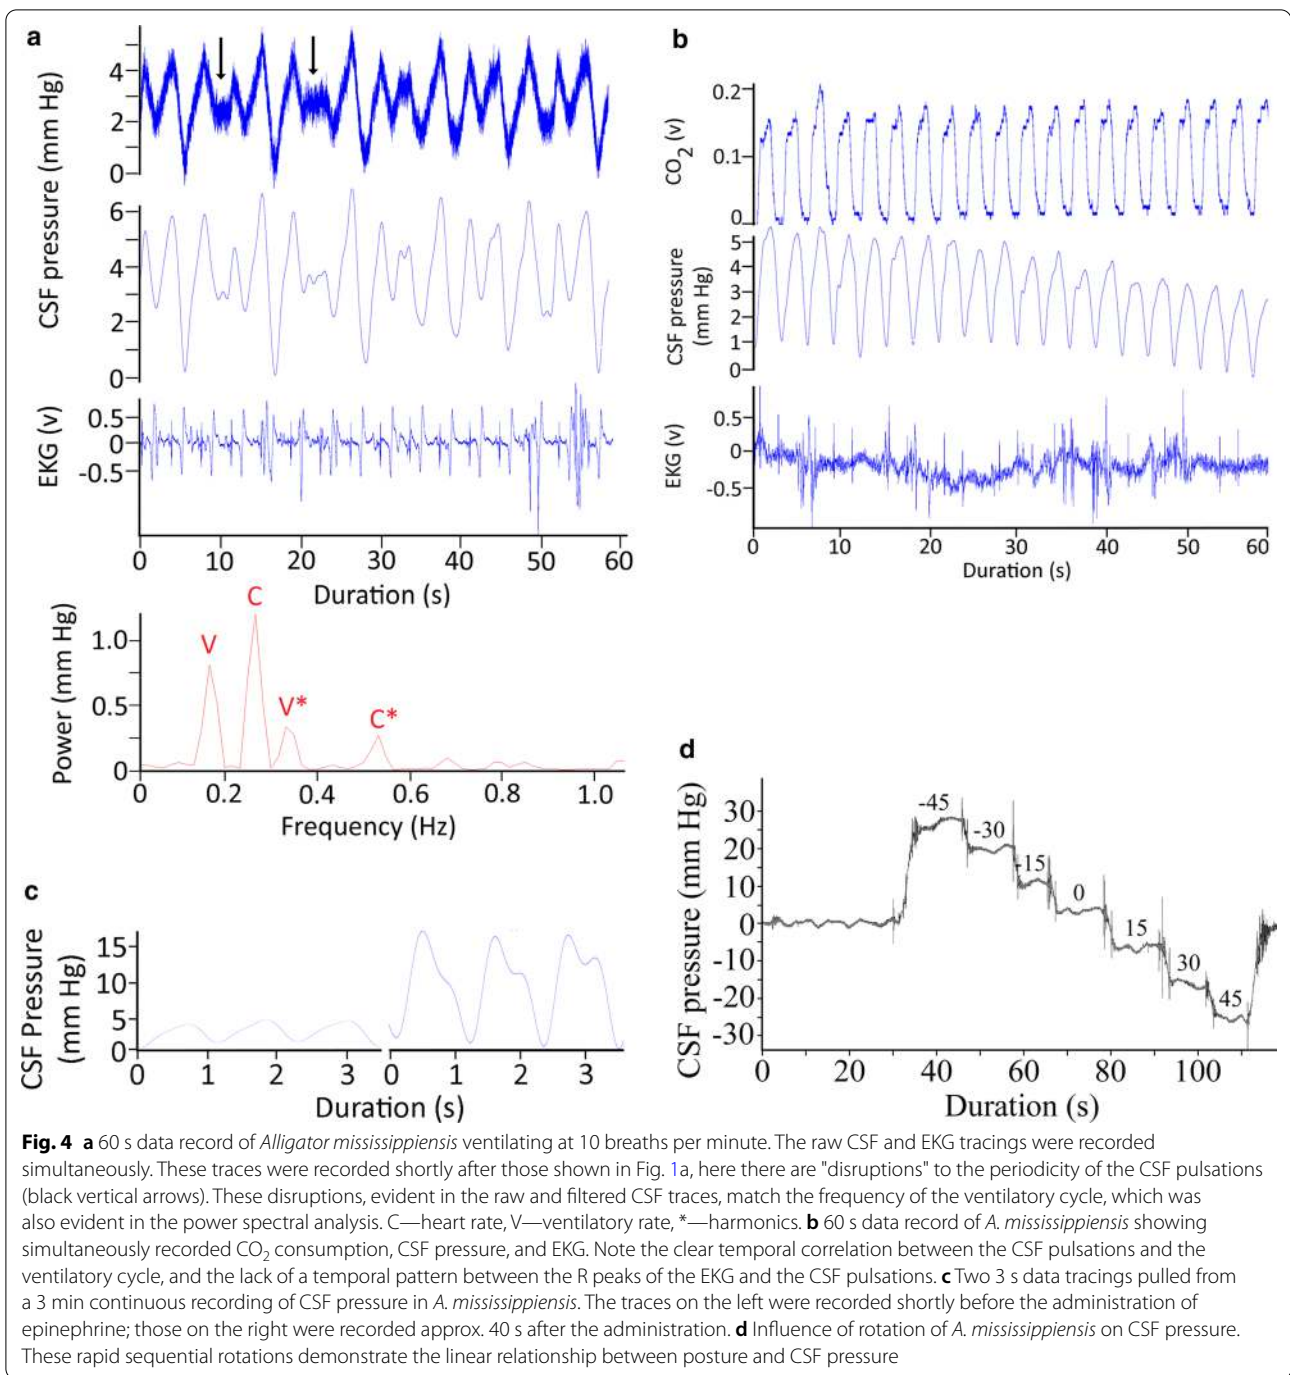 a
CSF pressure (mm Hg)
4
2
0
CSF pressure (mm Hg)
6
4
2
0
EKG (v)
0.5
0
-0.5
0 10 20 30 40 50 60
Duration (s)
Power (mm Hg)
1.0
0.5
0
V
C
V*
C*
0 0.2 0.4 0.6 0.8 1.0
Frequency (Hz)
b
CO2 (v)
0.2
0.1
0
CSF pressure
(mm Hg)
5
4
3
2
1
0
EKG (v)
0.5
0
-0.5
0 10 20 30 40 50 60
Duration (s)
c
CSF Pressure
(mm Hg)
15
10
5
0
0 1 2 3 0 1 2 3
Duration (s)
d
CSF pressure (mm Hg)
30
20
10
0
-10
-20
-30
-45
-30
-15
0
15
30
45
0 20 40 60 80 100
Duration (s)
Fig. 4 a 60 s data record of Alligator mississippiensis ventilating at 10 breaths per minute. The raw CSF and EKG tracings were recorded
simultaneously. These traces were recorded shortly after those shown in Fig. 1a, here there are "disruptions" to the periodicity of the CSF pulsations
(black vertical arrows). These disruptions, evident in the raw and filtered CSF traces, match the frequency of the ventilatory cycle, which was
also evident in the power spectral analysis. C—heart rate, V—ventilatory rate, *—harmonics. b 60 s data record of A. mississippiensis showing
simultaneously recorded CO2 consumption, CSF pressure, and EKG. Note the clear temporal correlation between the CSF pulsations and the
ventilatory cycle, and the lack of a temporal pattern between the R peaks of the EKG and the CSF pulsations. c Two 3 s data tracings pulled from
a 3 min continuous recording of CSF pressure in A. mississippiensis. The traces on the left were recorded shortly before the administration of
epinephrine; those on the right were recorded approx. 40 s after the administration. d Influence of rotation of A. mississippiensis on CSF pressure.
These rapid sequential rotations demonstrate the linear relationship between posture and CSF pressure